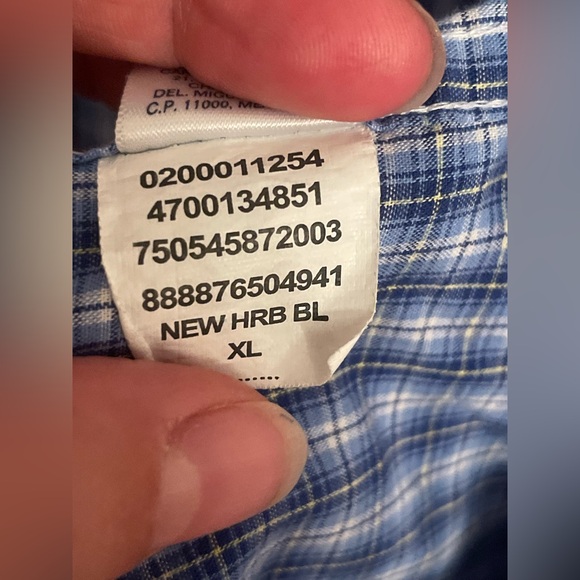 DEL. MIGU
C.P. 11000, ME
0200011254
4700134851
750545872003
888876504941
NEW HRB BL
XL